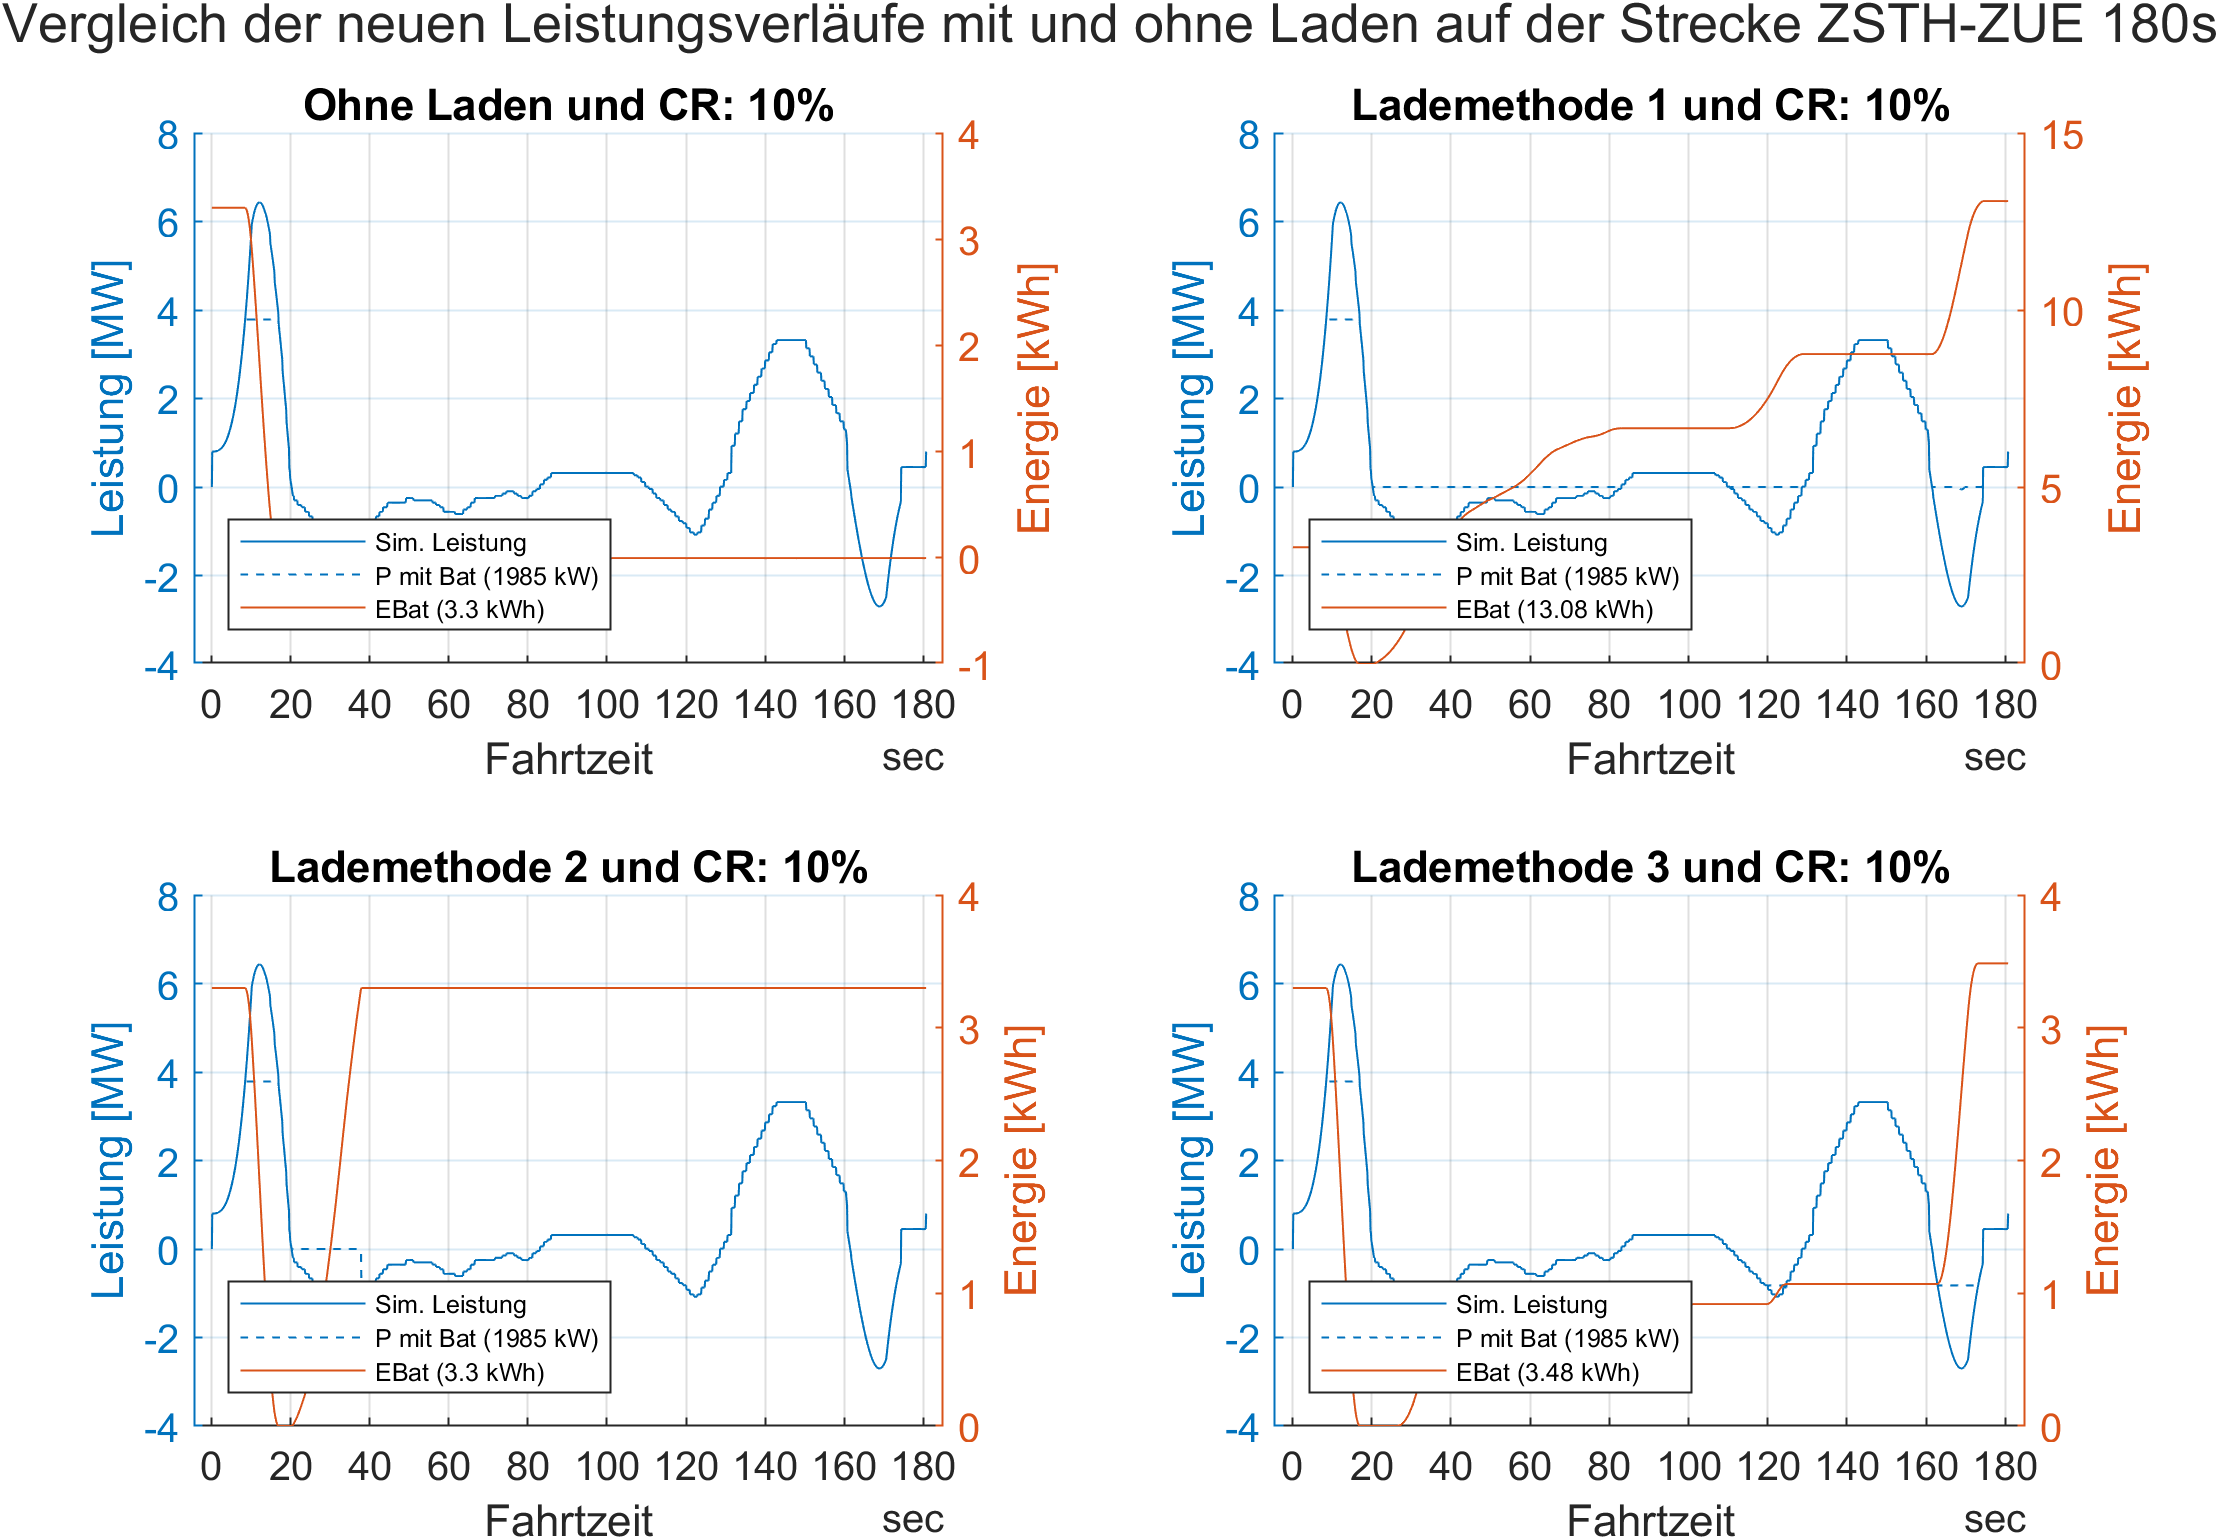 Vergleich der neuen Leistungsverläufe mit und ohne Laden auf der Strecke ZSTH-ZUE 180s
Ohne Laden und CR: 10%
8
6
4
2
0
-2
-4
Leistung [MW]
4
3
2
1
0
-1
Energie [kWh]
Sim. Leistung
P mit Bat (1985 kW)
EBat (3.3 kWh)
0 20 40 60 80 100 120 140 160 180
Fahrtzeit sec
Lademethode 1 und CR: 10%
8
6
4
2
0
-2
-4
Leistung [MW]
15
10
5
0
Energie [kWh]
Sim. Leistung
P mit Bat (1985 kW)
EBat (13.08 kWh)
0 20 40 60 80 100 120 140 160 180
Fahrtzeit sec
Lademethode 2 und CR: 10%
8
6
4
2
0
-2
-4
Leistung [MW]
4
3
2
1
0
Energie [kWh]
Sim. Leistung
P mit Bat (1985 kW)
EBat (3.3 kWh)
0 20 40 60 80 100 120 140 160 180
Fahrtzeit sec
Lademethode 3 und CR: 10%
8
6
4
2
0
-2
-4
Leistung [MW]
4
3
2
1
0
Energie [kWh]
Sim. Leistung
P mit Bat (1985 kW)
EBat (3.48 kWh)
0 20 40 60 80 100 120 140 160 180
Fahrtzeit sec